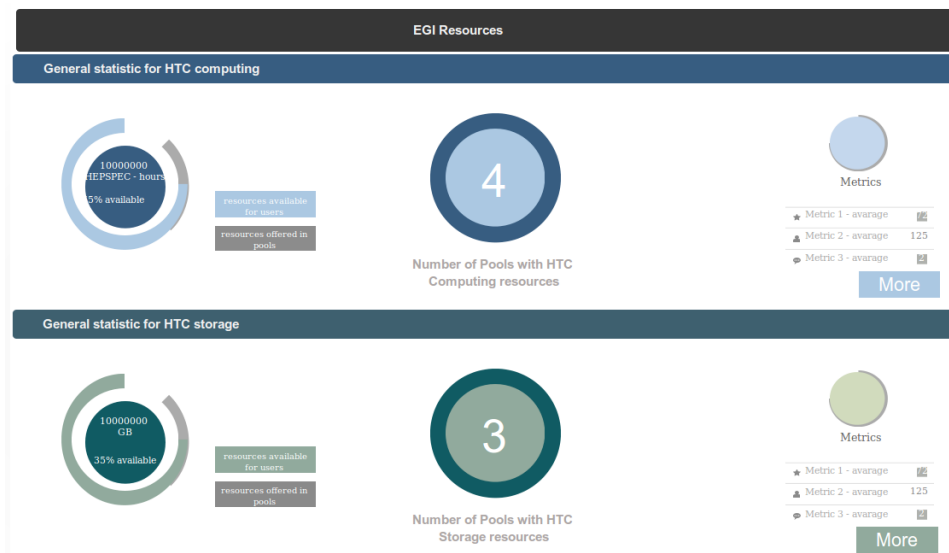 EGI Resources
General statistic for HTC computing
10000000
HEPSPEC - hours
5% available
resources available
for users
resources offered in
pools
4
Number of Pools with HTC
Computing resources
Metrics
Metric 1 - avarage
Metric 2 - avarage 125
Metric 3 - avarage
More
General statistic for HTC storage
10000000
GB
35% available
resources available
for users
resources offered in
pools
3
Number of Pools with HTC
Storage resources
Metrics
Metric 1 - avarage
Metric 2 - avarage 125
Metric 3 - avarage
More